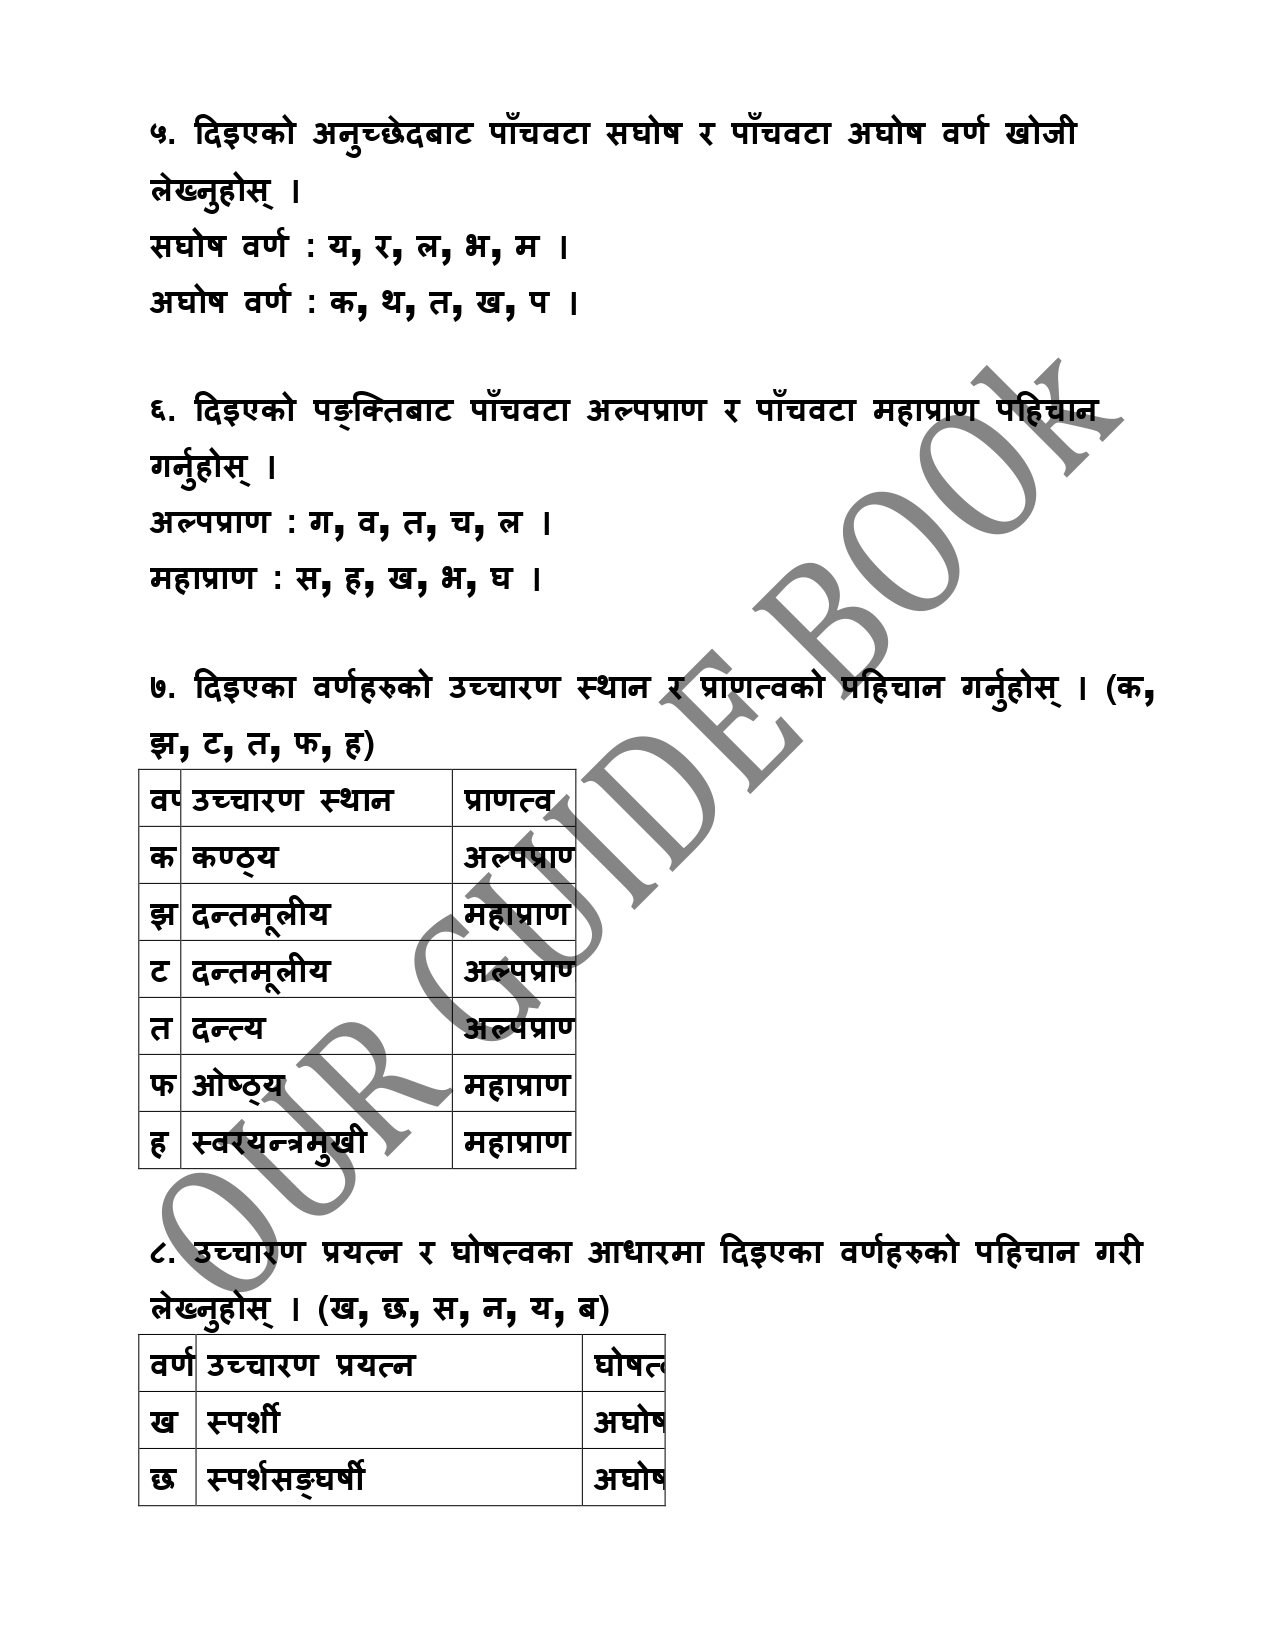 ५. दिइएको अनुच्छेदबाट पाँचवटा सघोष र पाँचवटा अघोष वर्ण खोजी
लेख्नुहोस् ।
सघोष वर्ण : य, र, ल, भ, म ।
अघोष वर्ण : क, थ, त, ख, प ।
६. दिइएको पङ्क्तिबाट पाँचवटा अल्पप्राण र पाँचवटा महाप्राण पहिचान
गर्नुहोस् ।
अल्पप्राण : ग, व, त, च, ल ।
महाप्राण : स, ह, ख, भ, घ ।
७. दिइएका वर्णहरुको उच्चारण स्थान र प्राणत्वको पहिचान गर्नुहोस् । (क,
झ, ट, त, फ, ह)
वर्ण उच्चारण स्थान प्राणत्व
क कण्ठ्य अल्पप्राण
झ दन्तमूलीय महाप्राण
ट दन्तमूलीय अल्पप्राण
त दन्त्य अल्पप्राण
फ ओष्ठ्य महाप्राण
ह स्वरयन्त्रमुखी महाप्राण
८. उच्चारण प्रयत्न र घोषत्वका आधारमा दिइएका वर्णहरुको पहिचान गरी
लेख्नुहोस् । (ख, छ, स, न, य, ब)
वर्ण उच्चारण प्रयत्न घोषत्व
ख स्पर्शी अघोष
छ स्पर्शसङ्घर्षी अघोष
OUR GUIDE BOOk